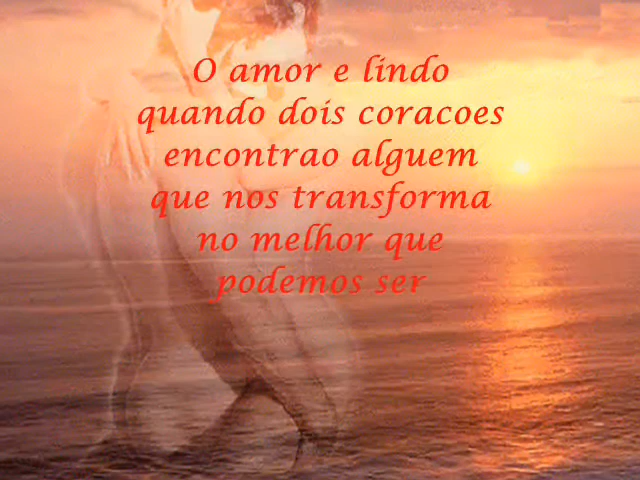 O amor e lindo
quando dois coracoes
encontrao alguem
que nos transforma
no melhor que
podemos ser